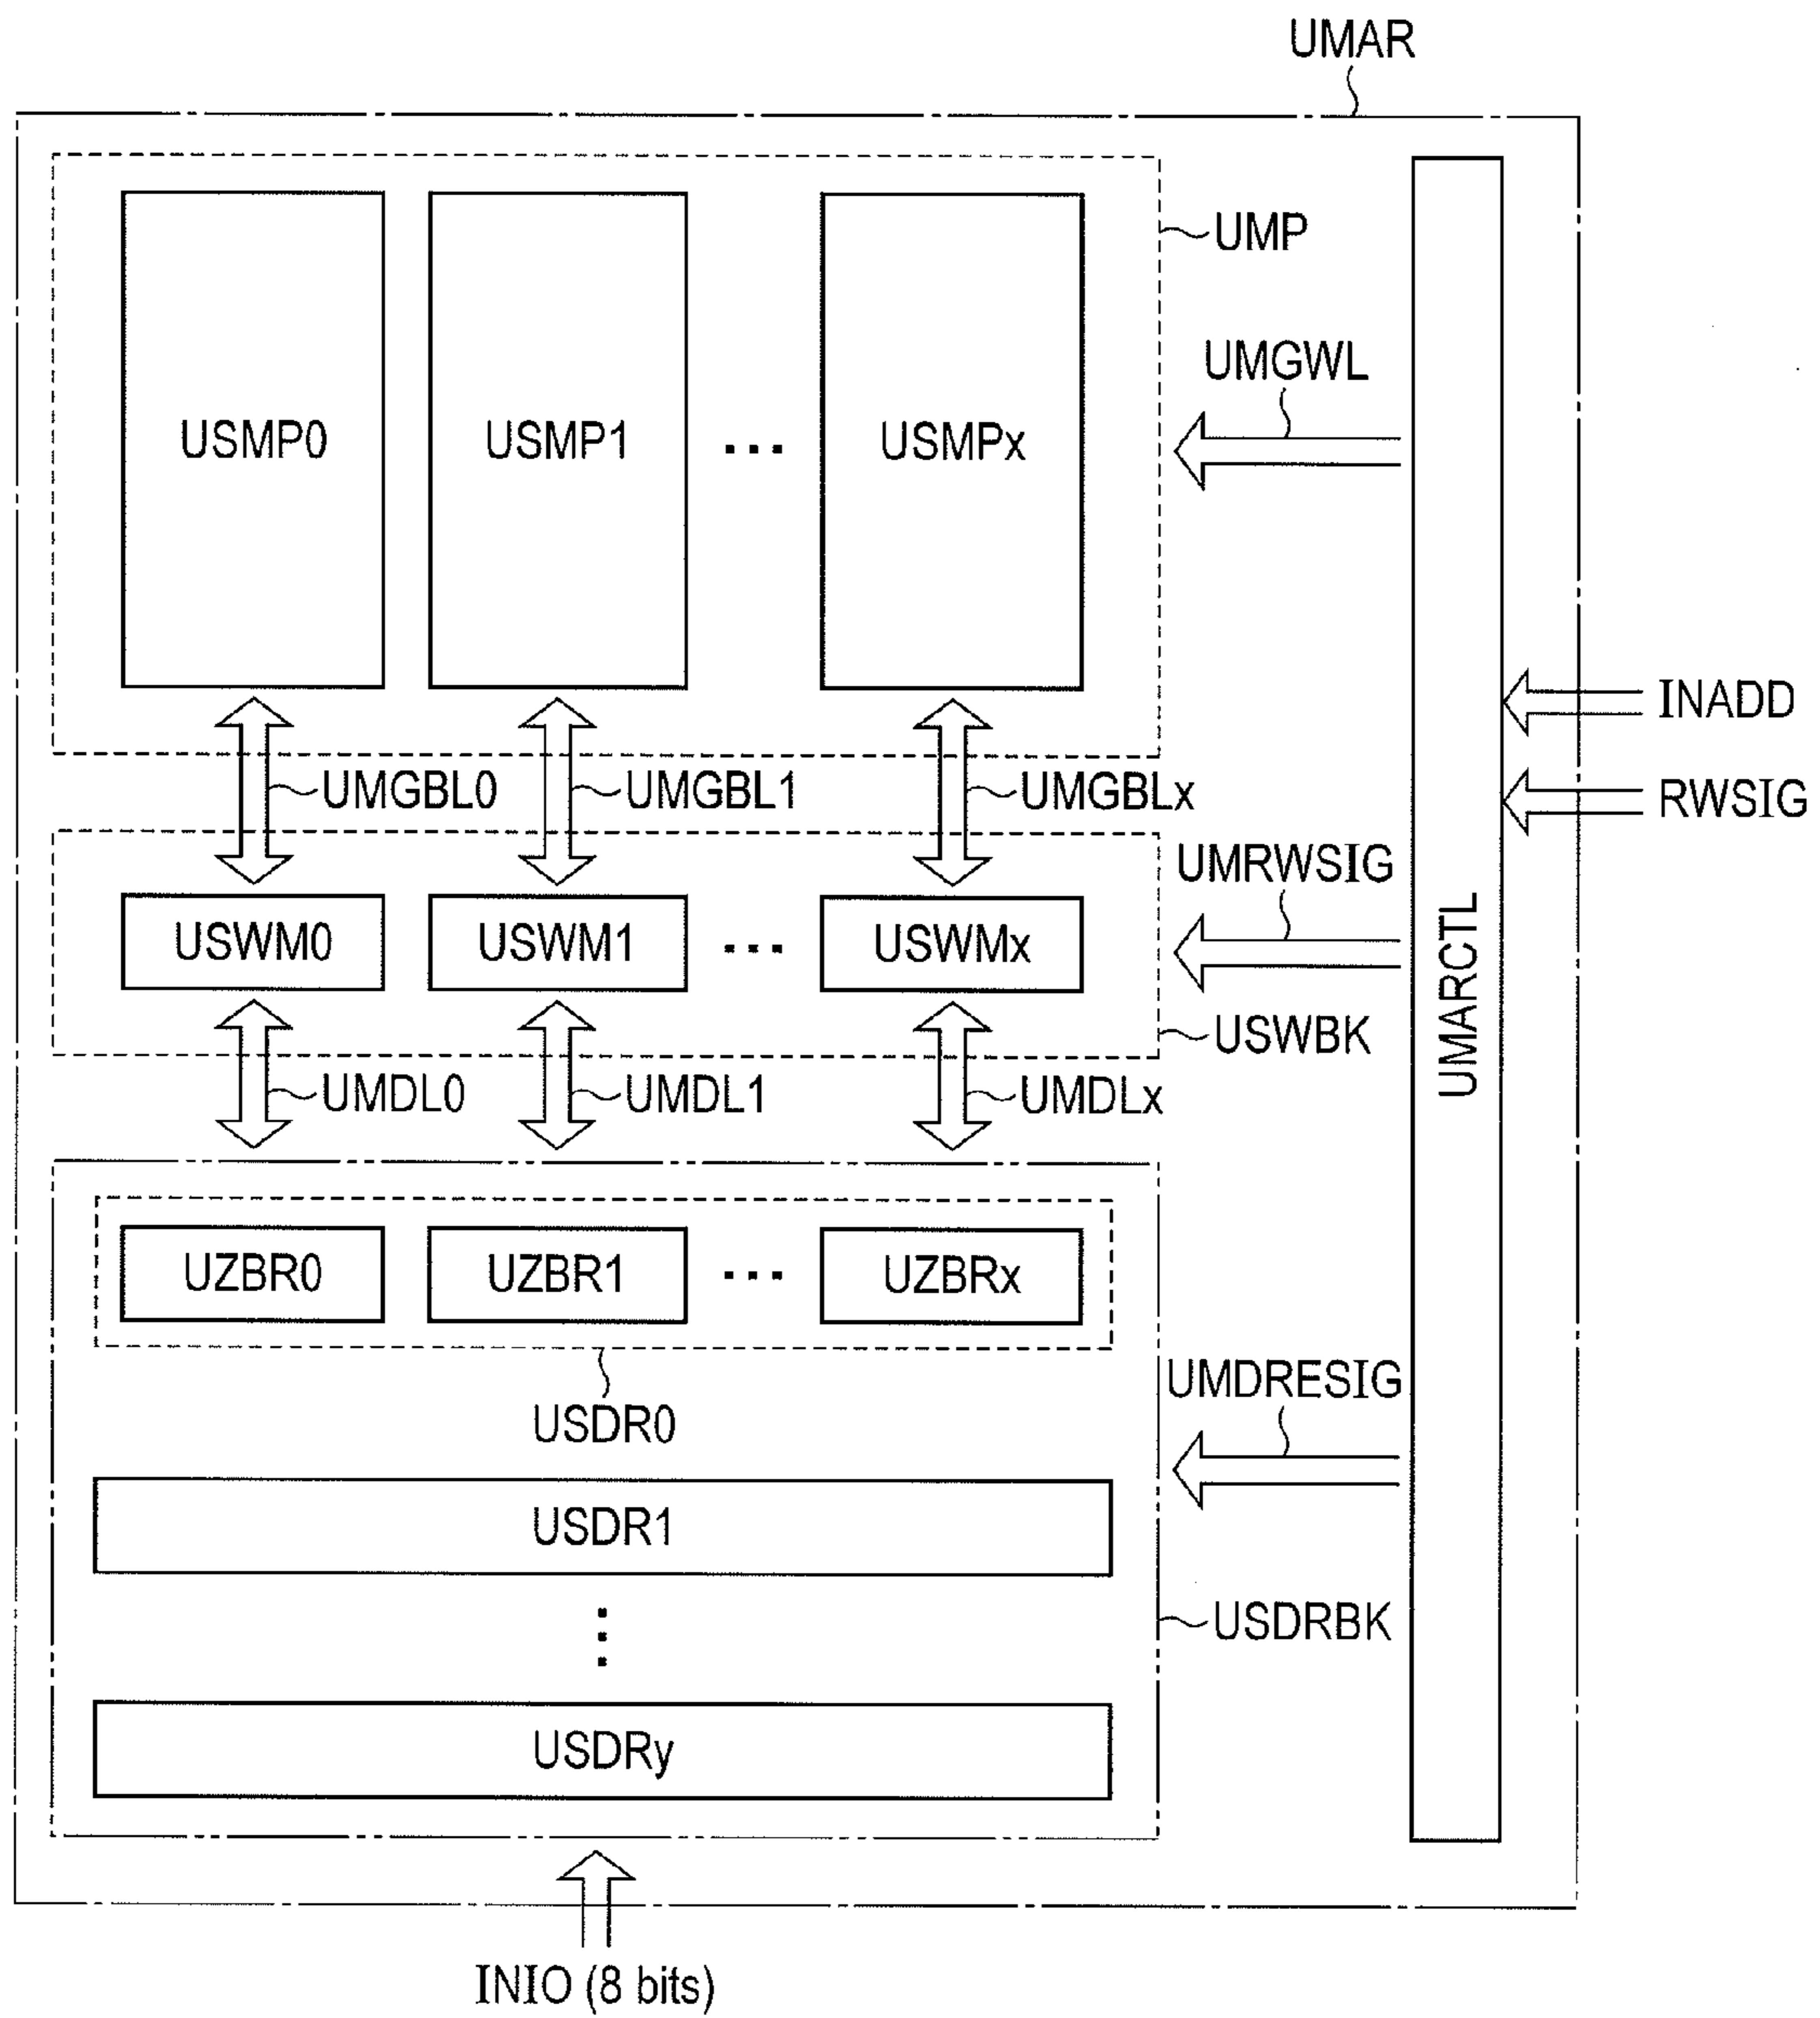 UMAR
USMP0
USMP1
...
USMPx
UMP
UMGWL
INADD
RWSIG
UMGBL0
UMGBL1
UMGBLx
UMRWSIG
USWM0
USWM1
...
USWMx
USWBK
UMARCTL
UMDL0
UMDL1
UMDLx
UZBR0
UZBR1
...
UZBRx
USDR0
UMDRESIG
USDR1
...
USDRBK
USDRy
INIO (8 bits)